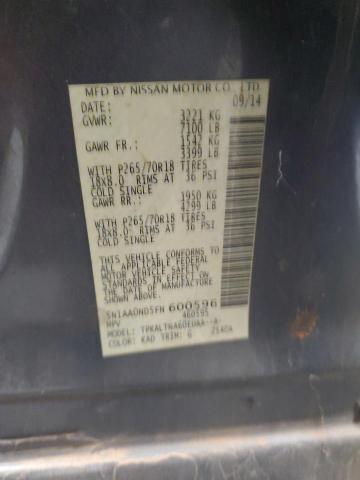 MFD BY NISSAN MOTOR CO., LTD.
DATE: 09/14
GVWR: 3221 KG
7100 LB
GAWR FR.: 1542 KG
3399 LB
WITH P265/70R18 TIRES
18X8.0 RIMS AT 36 PSI
COLD SINGLE
GAWR RR.: 1950 KG
4299 LB
WITH P265/70R18 TIRES
18X8.0 RIMS AT 36 PSI
COLD SINGLE
THIS VEHICLE CONFORMS TO
ALL APPLICABLE FEDERAL
MOTOR VEHICLE SAFETY
STANDARDS IN EFFECT ON
THE DATE OF MANUFACTURE
SHOWN ABOVE.
5N1AA0ND5FN 600596
MPV 460595
MODEL: TPKALTNA60EUAA--A-
COLOR: KAD TRIM: G 2540A